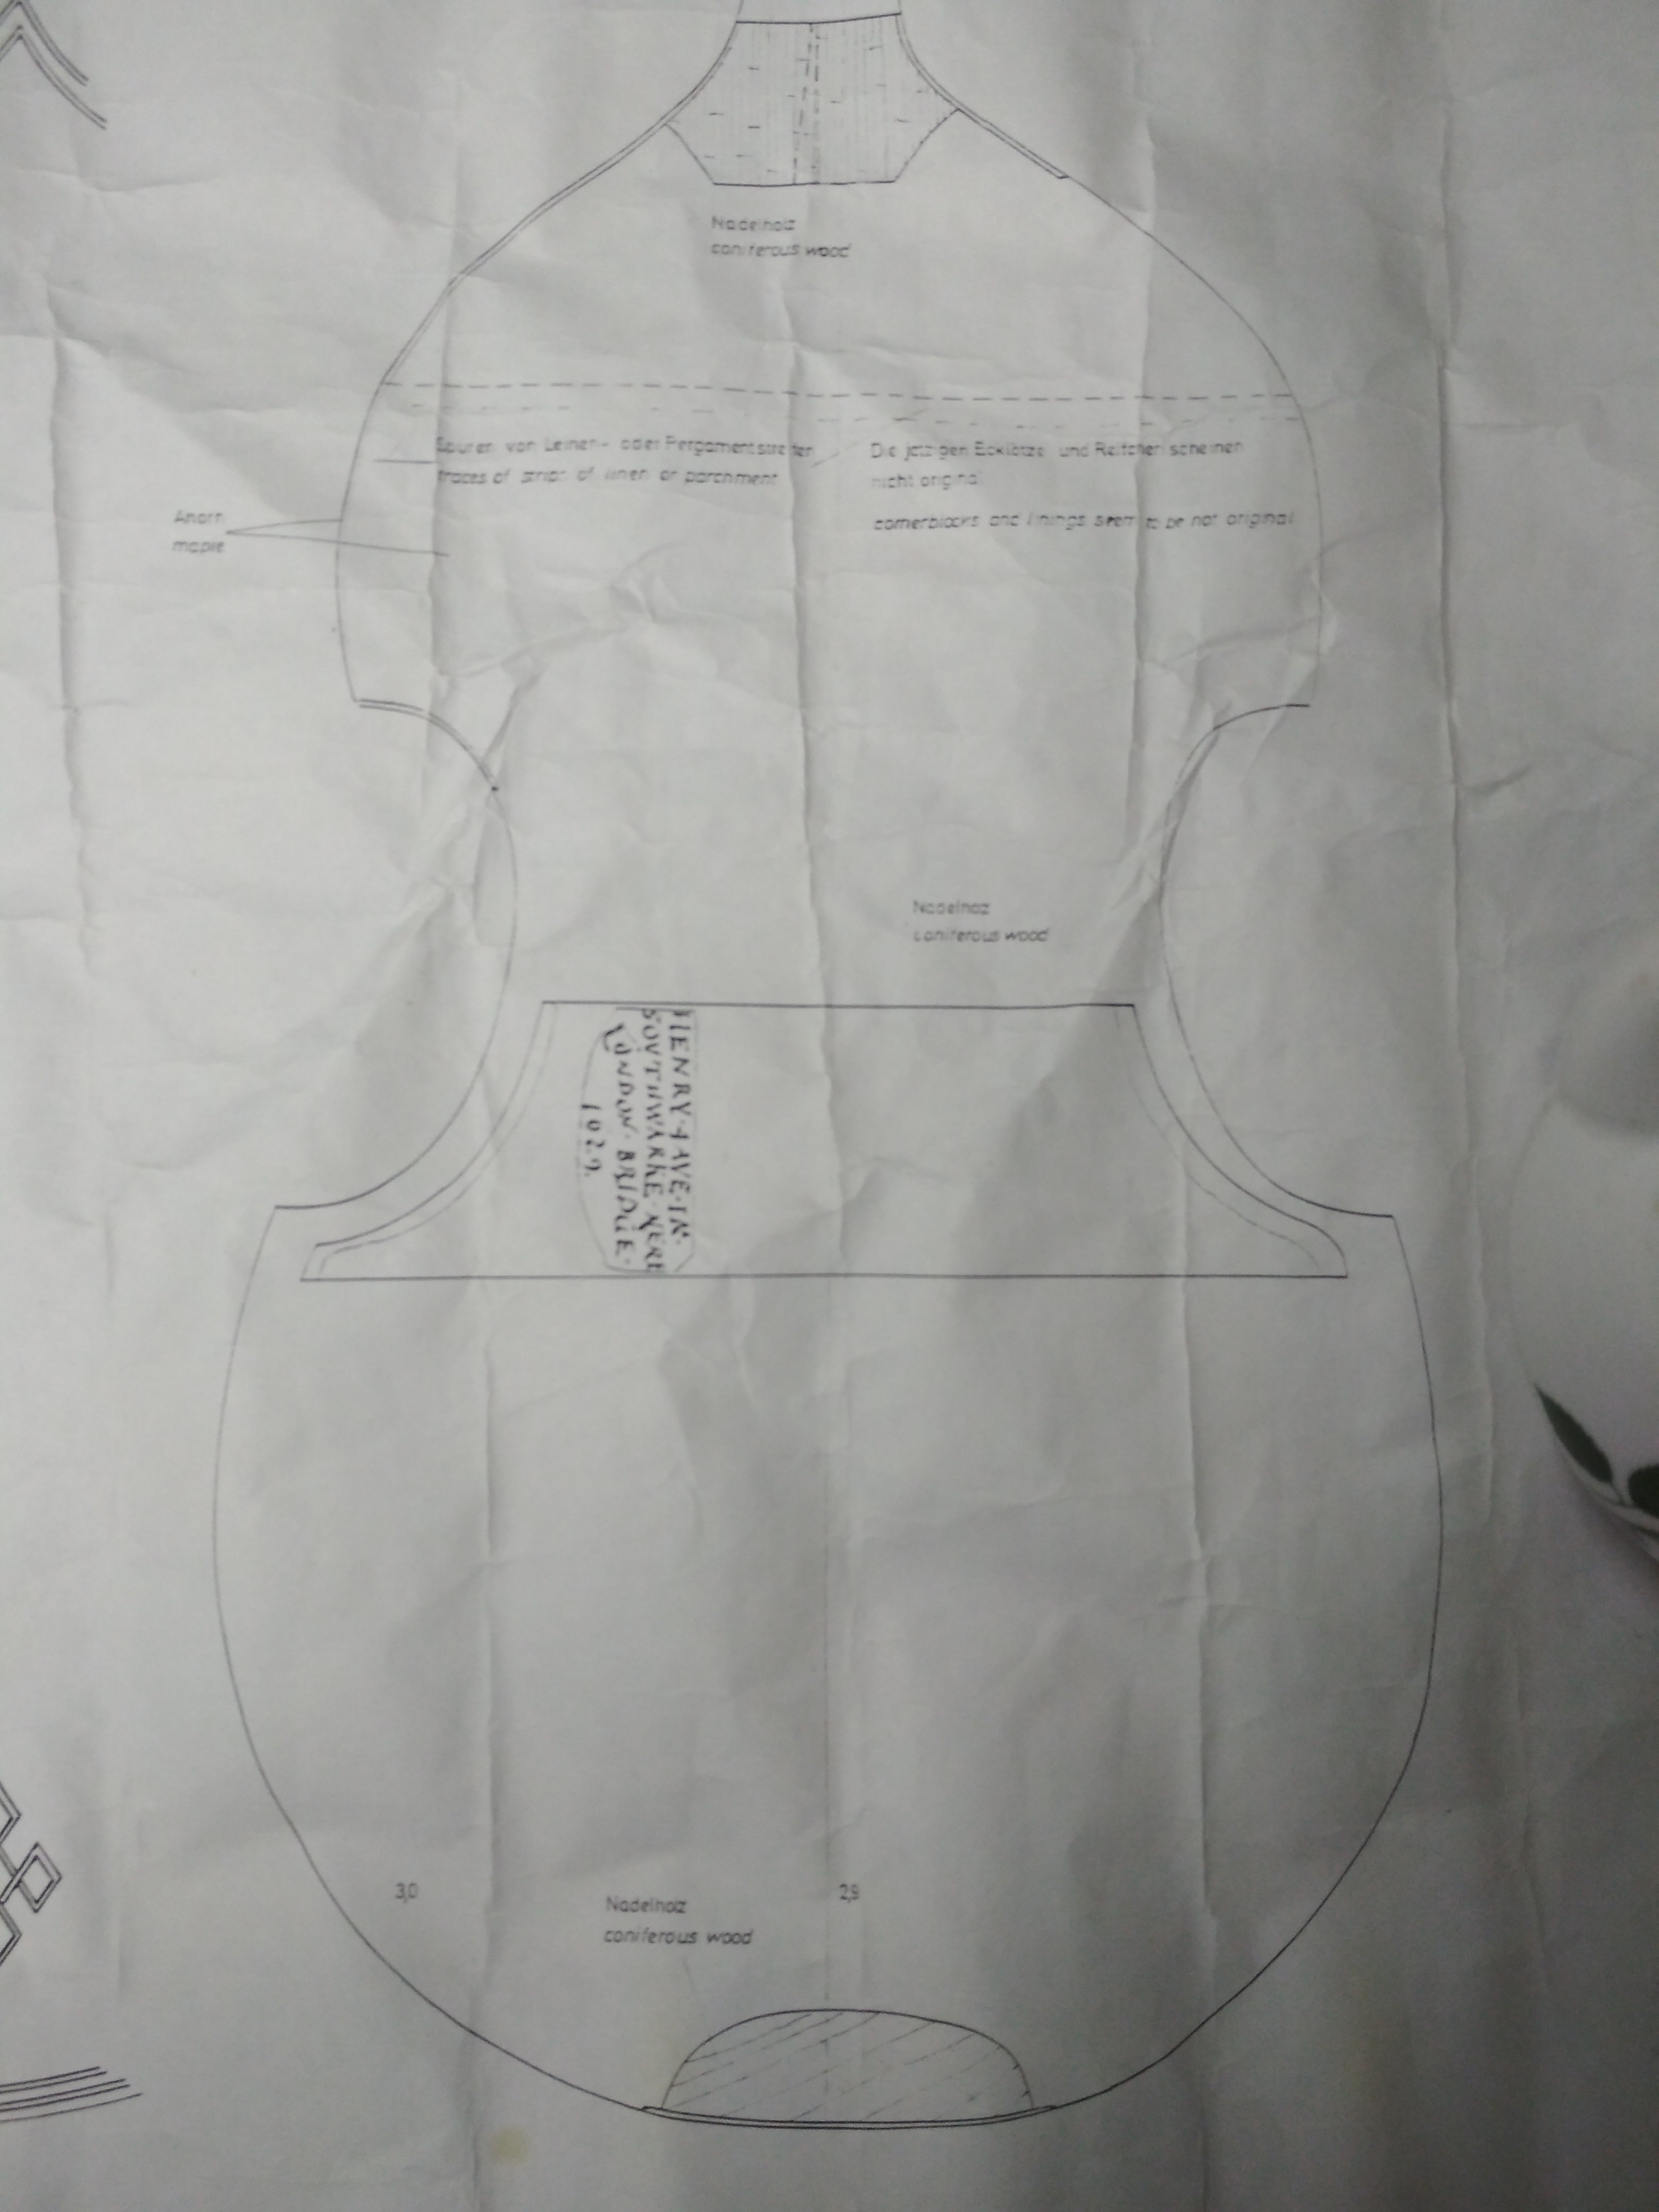 Nadelholz
coniferous wood
Spuren von Leinen- oder Pergamentstreifen
traces of strips of linen or parchment
Die jetzigen Ecklötze und Reifchen scheinen
nicht original
cornerblocks and linings seem to be not original
Ahorn
maple
Nadelholz
coniferous wood
HENRY·IAVE·IN·
SOVTHWARKE·NERE
LONDON·BRIDGE·
1629.
3,0
2,9
Nadelholz
coniferous wood